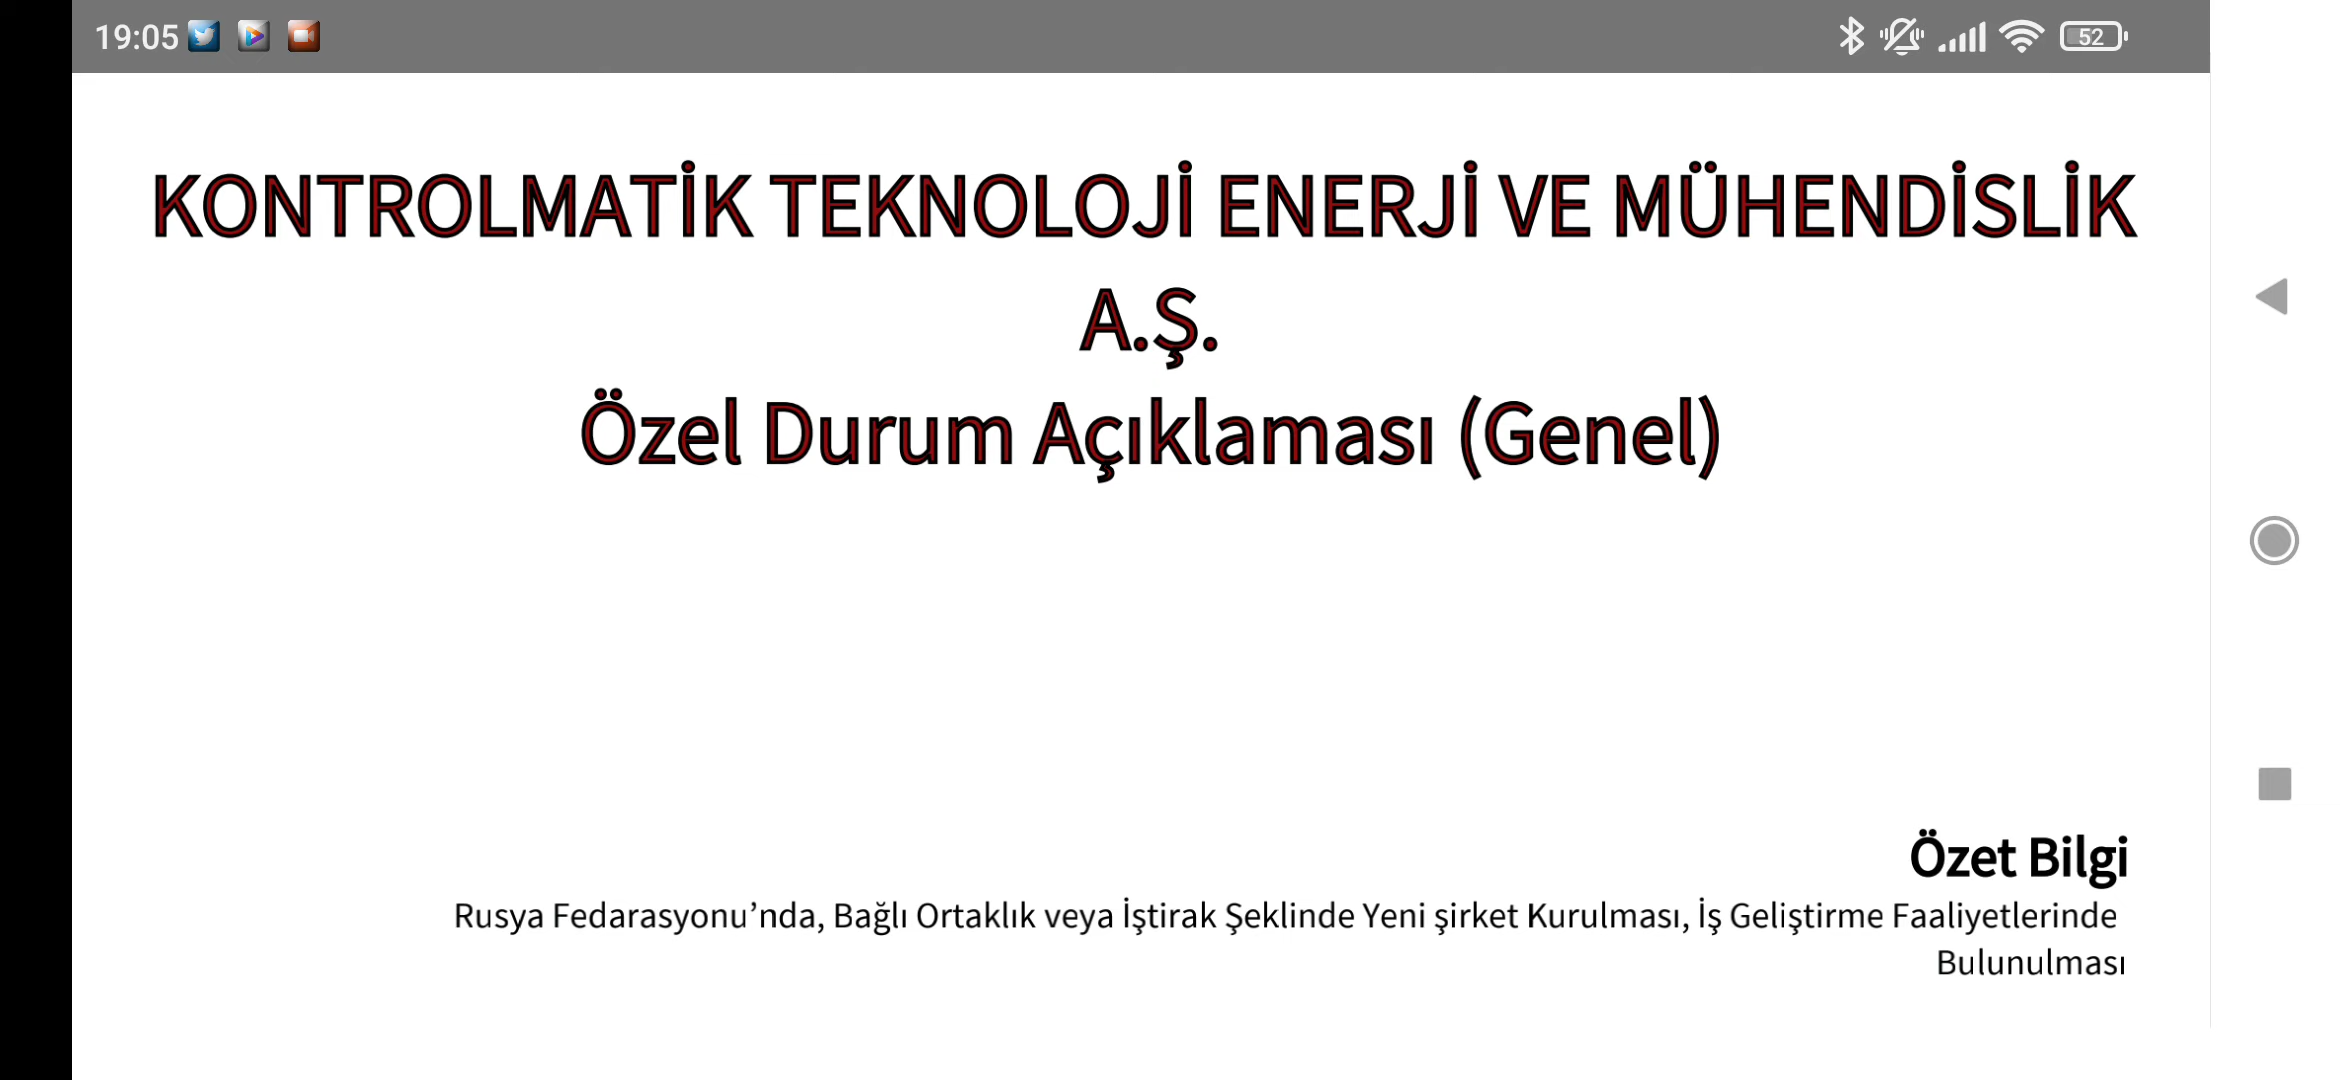 19:05
52
KONTROLMATİK TEKNOLOJİ ENERJİ VE MÜHENDİSLİK
A.Ş.
Özel Durum Açıklaması (Genel)
Özet Bilgi
Rusya Fedarasyonu’nda, Bağlı Ortaklık veya İştirak Şeklinde Yeni şirket Kurulması, İş Geliştirme Faaliyetlerinde
Bulunulması